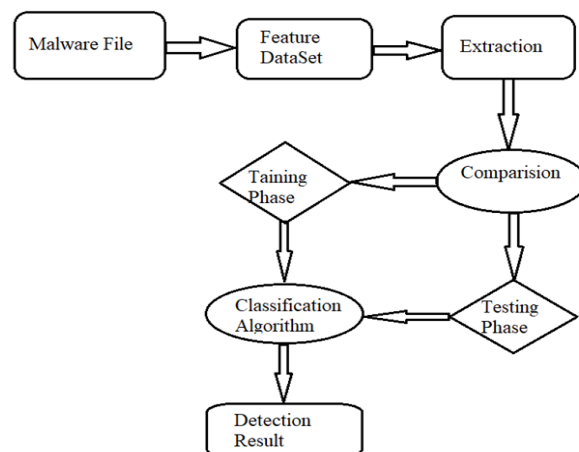 Malware File
Feature
DataSet
Extraction
Taining
Phase
Comparision
Classification
Algorithm
Testing
Phase
Detection
Result